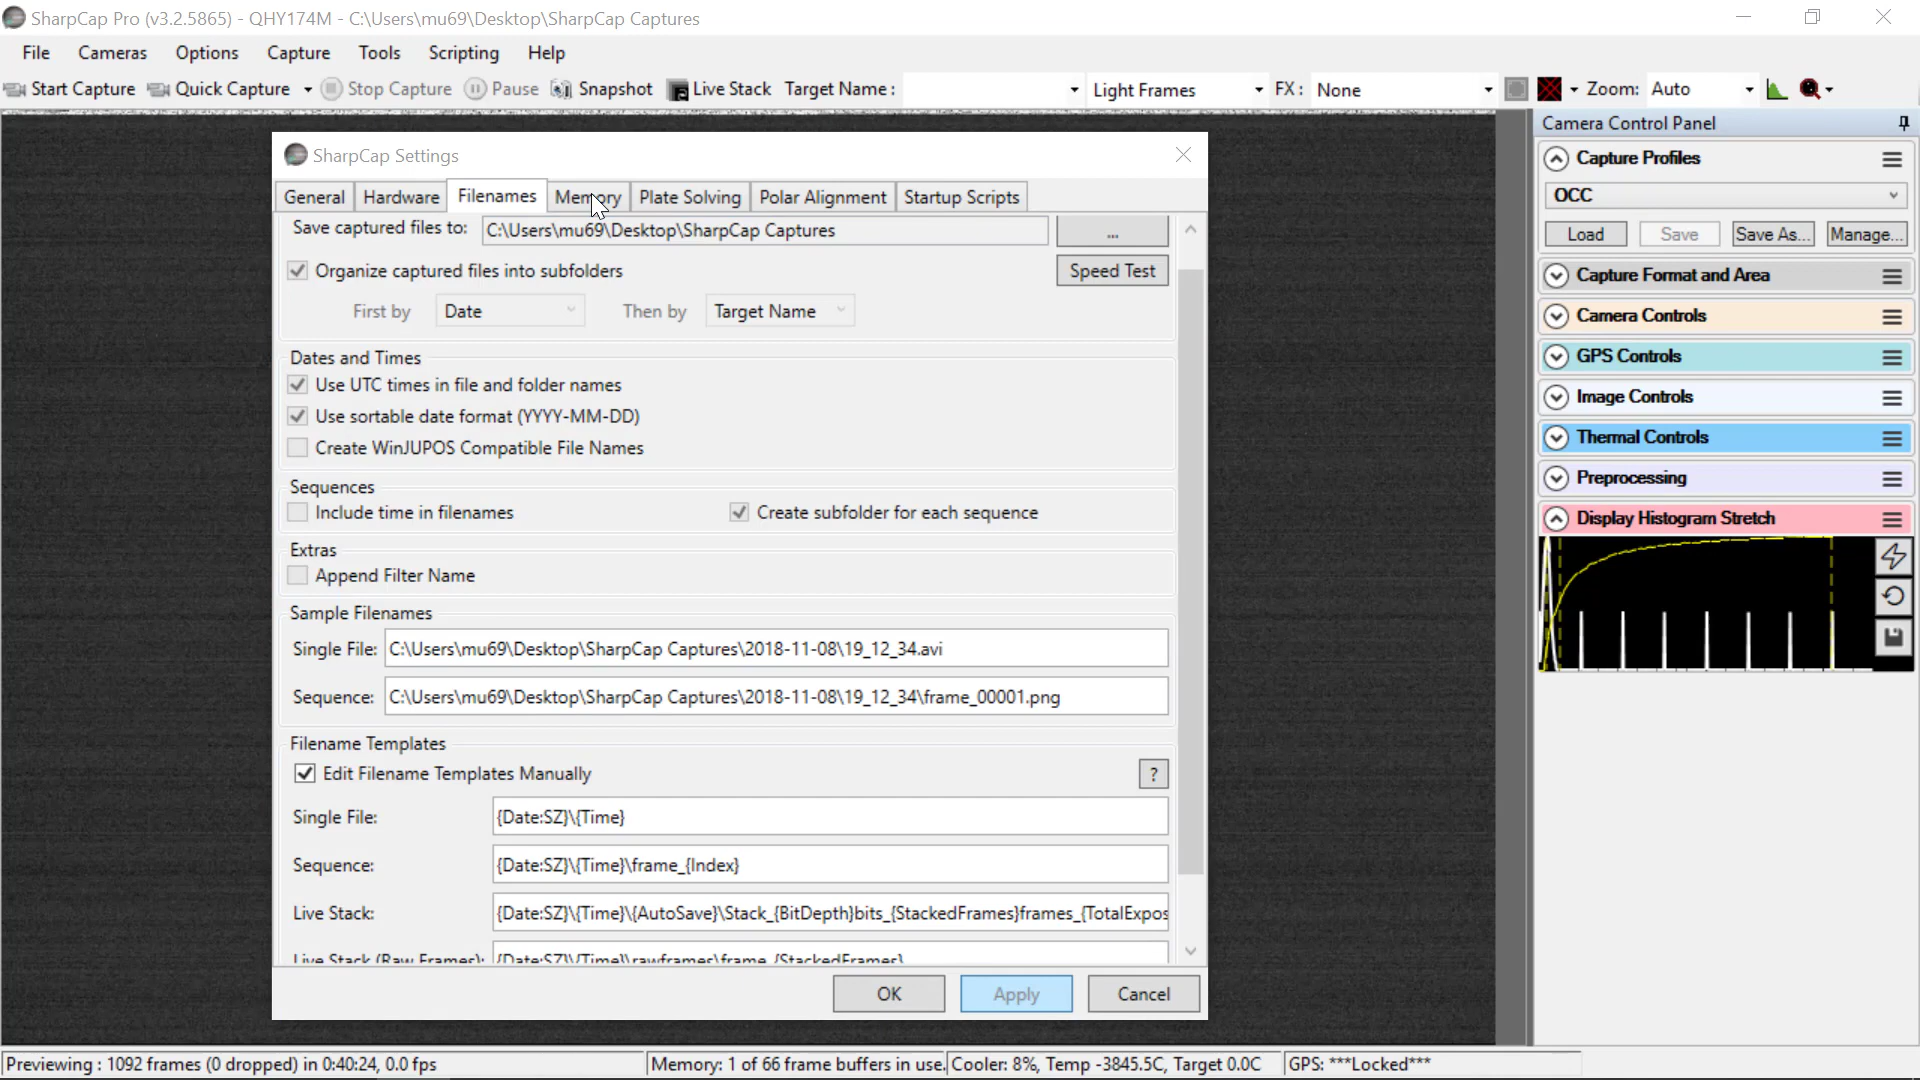 SharpCap Pro (v3.2.5865) - QHY174M - C:\Users\mu69\Desktop\SharpCap Captures
File Cameras Options Capture Tools Scripting Help
Start Capture Quick Capture Stop Capture Pause Snapshot Live Stack Target Name : Light Frames FX : None Zoom: Auto
Camera Control Panel
Capture Profiles
OCC
Load Save Save As... Manage...
Capture Format and Area
Camera Controls
GPS Controls
Image Controls
Thermal Controls
Preprocessing
Display Histogram Stretch
SharpCap Settings
General Hardware Filenames Memory Plate Solving Polar Alignment Startup Scripts
Save captured files to: C:\Users\mu69\Desktop\SharpCap Captures ...
Organize captured files into subfolders Speed Test
First by Date Then by Target Name
Dates and Times
Use UTC times in file and folder names
Use sortable date format (YYYY-MM-DD)
Create WinJUPOS Compatible File Names
Sequences
Include time in filenames Create subfolder for each sequence
Extras
Append Filter Name
Sample Filenames
Single File: C:\Users\mu69\Desktop\SharpCap Captures\2018-11-08\19_12_34.avi
Sequence: C:\Users\mu69\Desktop\SharpCap Captures\2018-11-08\19_12_34\frame_00001.png
Filename Templates
Edit Filename Templates Manually ?
Single File: {Date:SZ}\{Time}
Sequence: {Date:SZ}\{Time}\frame_{Index}
Live Stack: {Date:SZ}\{Time}\{AutoSave}\Stack_{BitDepth}bits_{StackedFrames}frames_{TotalExpos
Live Stack (Raw Frames): {Date:SZ}\{Time}\rawframes\frame_{StackedFrames}
OK Apply Cancel
Previewing : 1092 frames (0 dropped) in 0:40:24, 0.0 fps Memory: 1 of 66 frame buffers in use. Cooler: 8%, Temp -3845.5C, Target 0.0C GPS: ***Locked***